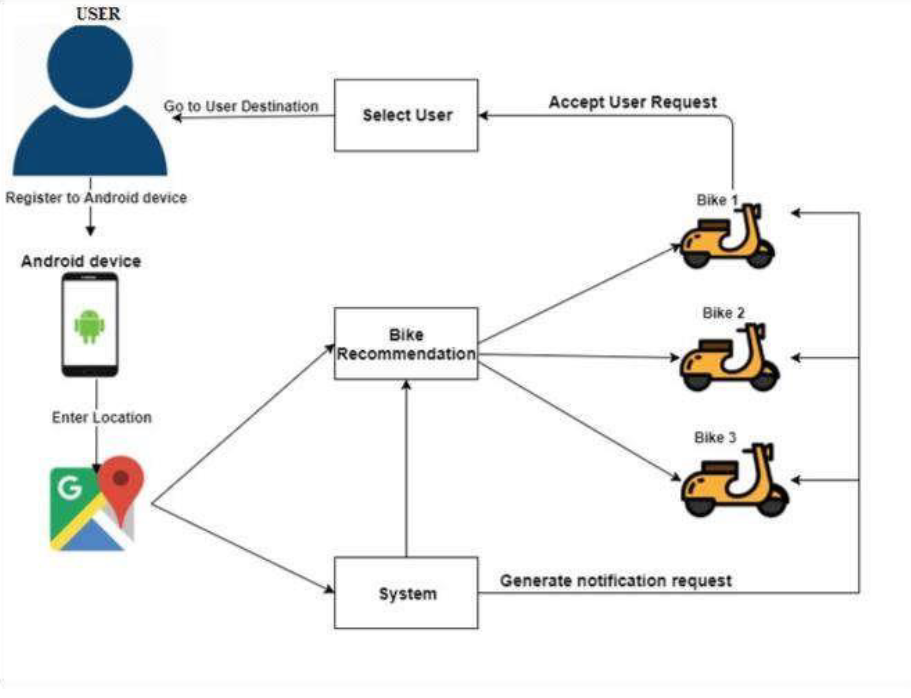 USER
Go to User Destination
Select User
Accept User Request
Register to Android device
Bike 1
Android device
Bike 2
Bike
Recommendation
Enter Location
Bike 3
G
System
Generate notification request